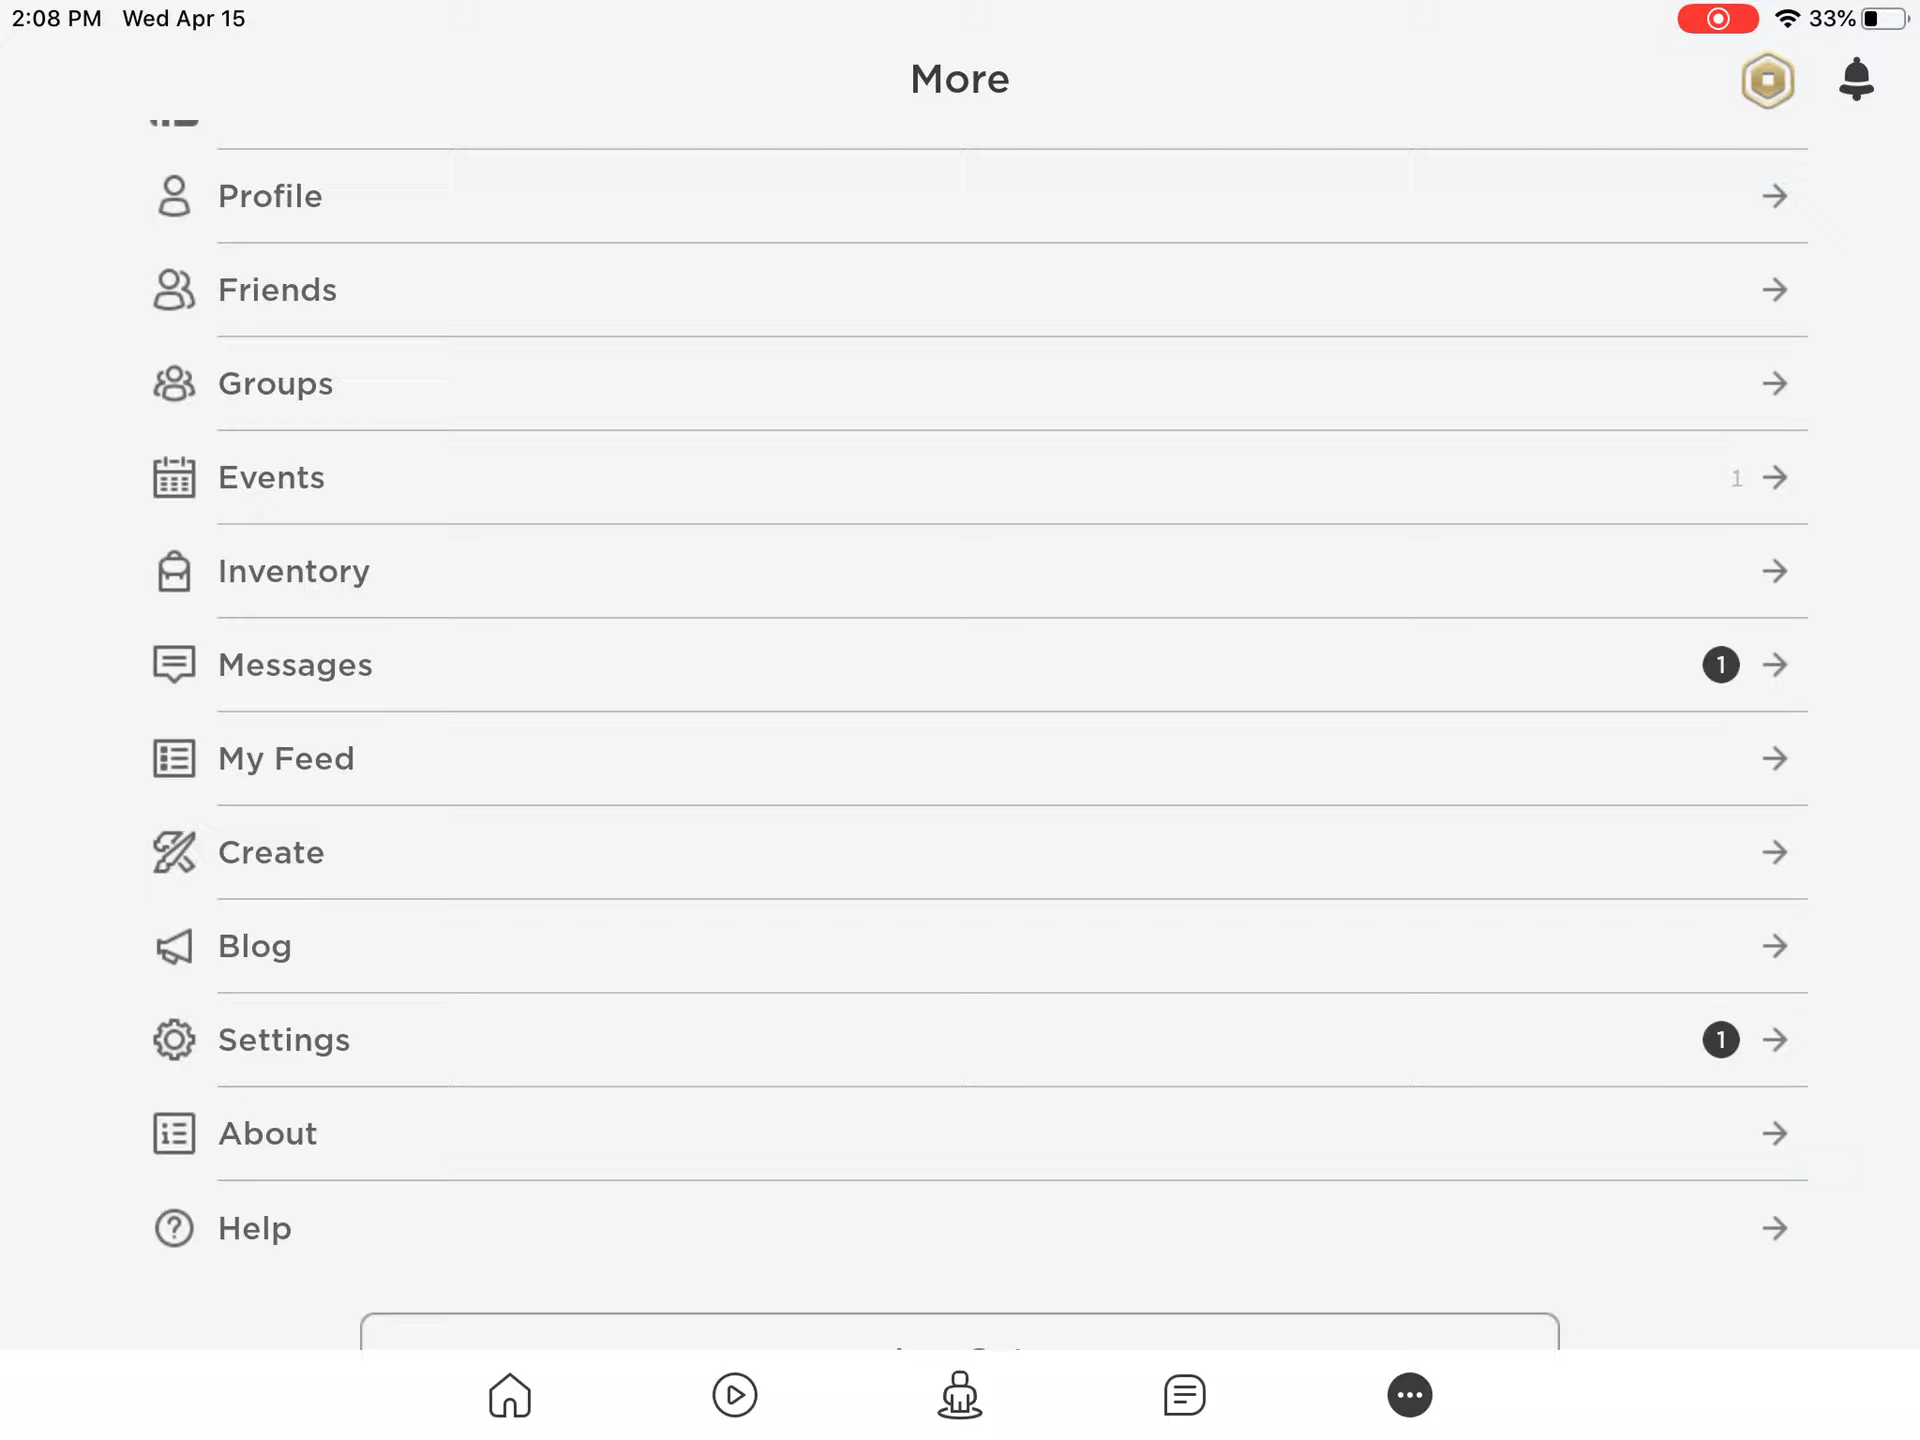 2:08 PM Wed Apr 15
33%
More
Profile
Friends
Groups
Events
1
Inventory
Messages
1
My Feed
Create
Blog
Settings
1
About
Help